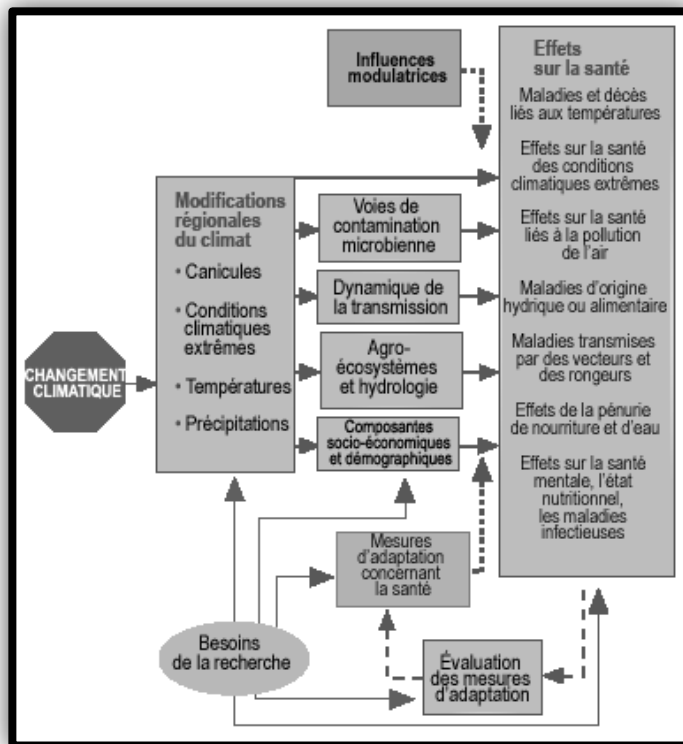 Influences
modulatrices
Effets
sur la santé
Maladies et décès
liés aux températures
Effets sur la santé
des conditions
climatiques extrêmes
Effets sur la santé
liés à la pollution
de l'air
Maladies d'origine
hydrique ou alimentaire
Maladies transmises
par des vecteurs et
des rongeurs
Effets de la pénurie
de nourriture et d'eau
Effets sur la santé
mentale, l'état
nutritionnel,
les maladies
infectieuses
Modifications
régionales
du climat
• Canicules
• Conditions
climatiques
extrêmes
• Températures
• Précipitations
Voies de
contamination
microbienne
Dynamique de
la transmission
Agro-
écosystèmes
et hydrologie
Composantes
socio-économiques
et démographiques
CHANGEMENT
CLIMATIQUE
Mesures
d'adaptation
concernant
la santé
Besoins
de la recherche
Évaluation
des mesures
d'adaptation